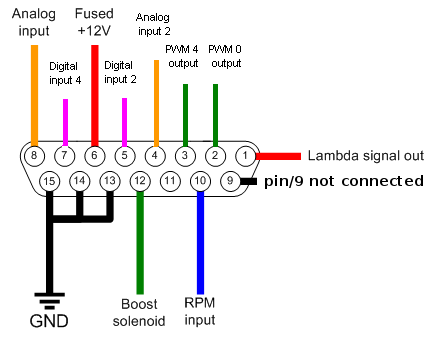 Analog
input
Fused
+12V
Analog
input 2
Digital
input 4
Digital
input 2
PWM 4
output
PWM 0
output
8
7
6
5
4
3
2
1
Lambda signal out
15
14
13
12
11
10
9
pin/9 not connected
GND
Boost
solenoid
RPM
input